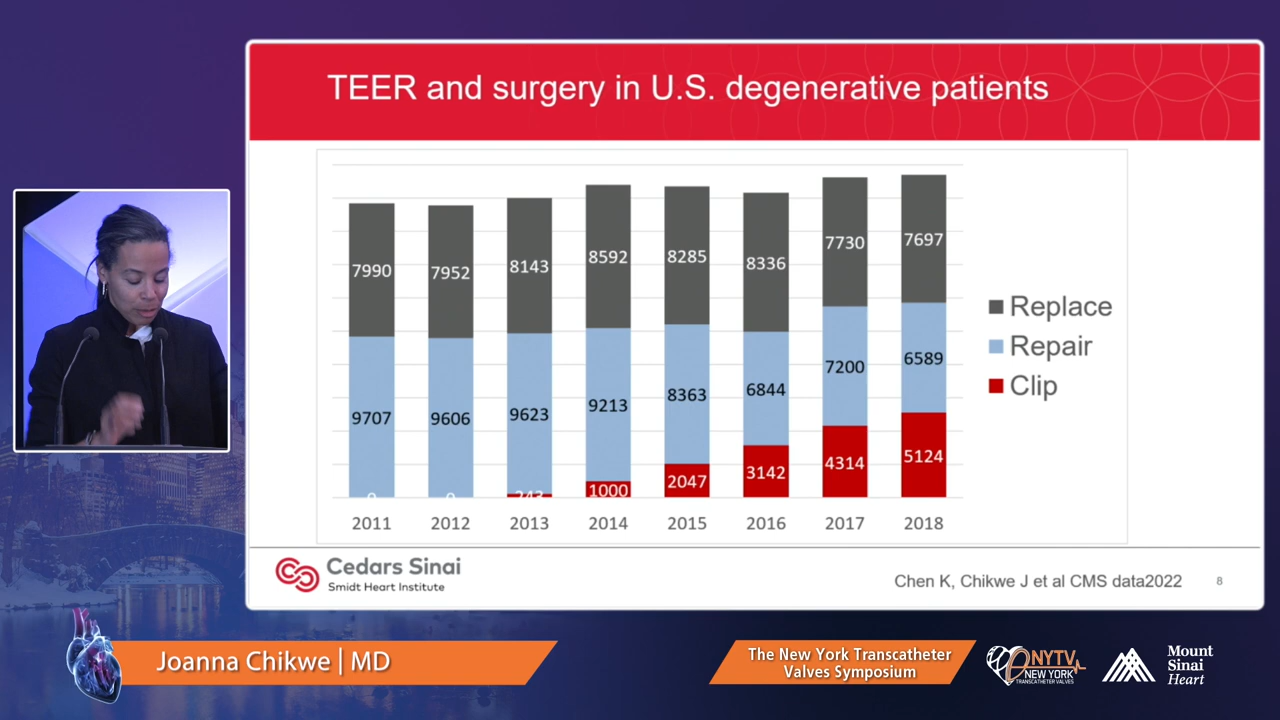 TEER and surgery in U.S. degenerative patients
7990 7952 8143 8592 8285 8336 7730 7697
9707 9606 9623 9213 8363 6844 7200 6589
0 0 243 1000 2047 3142 4314 5124
2011 2012 2013 2014 2015 2016 2017 2018
Replace
Repair
Clip
Cedars Sinai
Smidt Heart Institute
Chen K, Chikwe J et al CMS data2022
8
Joanna Chikwe | MD
The New York Transcatheter
Valves Symposium
NYTV
NEW YORK
TRANSCATHETER VALVES
Mount
Sinai
Heart